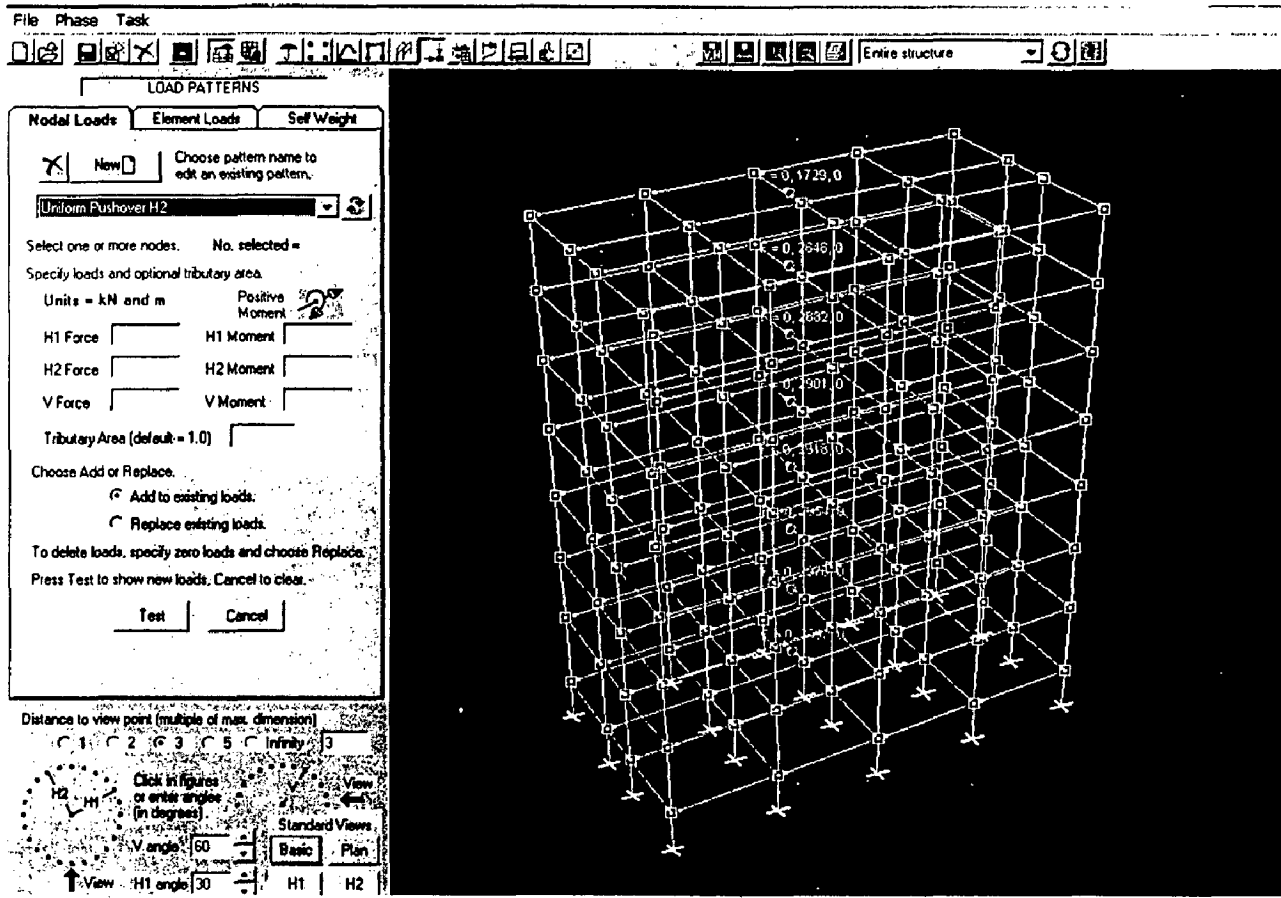 File Phase Task
Entire structure
LOAD PATTERNS
Nodal Loads Element Loads Self Weight
New Choose pattern name to
edit an existing pattern.
Uniform Pushover H2
Select one or more nodes. No. selected =
Specify loads and optional tributary area.
Units = kN and m Positive
Moment
H1 Force H1 Moment
H2 Force H2 Moment
V Force V Moment
Tributary Area (default = 1.0)
Choose Add or Replace.
Add to existing loads.
Replace existing loads.
To delete loads, specify zero loads and choose Replace.
Press Test to show new loads, Cancel to clear.
Test Cancel
Distance to view point (multiple of max. dimension)
1 2 3 5 Infinity 3
Click in figures
or enter angles
(in degrees)
H2 H1 V View
Standard Views
V angle 60 Basic Plan
View H1 angle 30 H1 H2
= 0, 1729, 0
= 0, 2648, 0
0, 2882, 0
0, 2901, 0